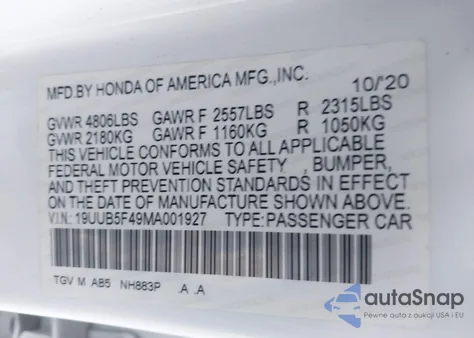 MFD.BY HONDA OF AMERICA MFG.,INC. 10/20
GVWR 4806LBS GAWR F 2557LBS R 2315LBS
GVWR 2180KG GAWR F 1160KG R 1050KG
THIS VEHICLE CONFORMS TO ALL APPLICABLE
FEDERAL MOTOR VEHICLE SAFETY , BUMPER,
AND THEFT PREVENTION STANDARDS IN EFFECT
ON THE DATE OF MANUFACTURE SHOWN ABOVE.
V.I.N.: 19UUB5F49MA001927 TYPE:PASSENGER CAR
TGV M AB5 NH883P .A .A
autoSnap
Pewne auta z aukcji USA i EU